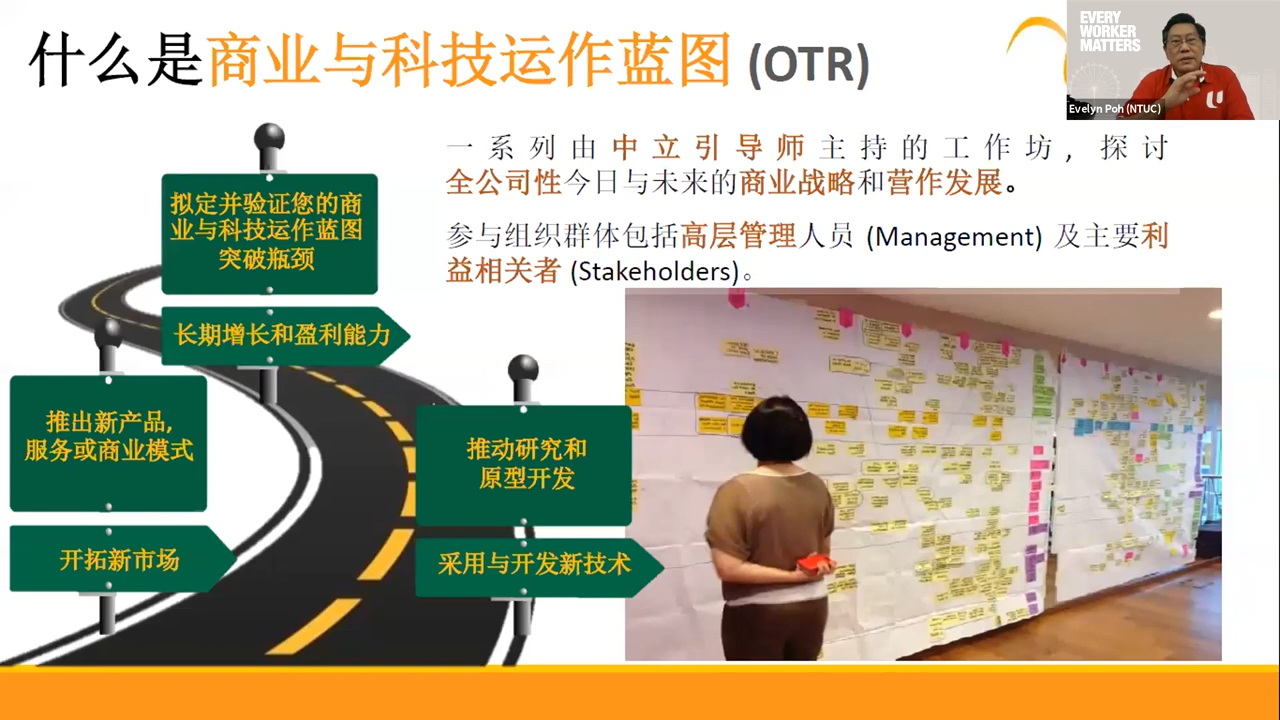 什么是商业与科技运作蓝图 (OTR)
EVERY
WORKER
MATTERS
Evelyn Poh (NTUC)
一系列由中立引导师主持的工作坊, 探讨
全公司性今日与未来的商业战略和营作发展。
参与组织群体包括高层管理人员 (Management) 及主要利
益相关者 (Stakeholders)。
拟定并验证您的商
业与科技运作蓝图
突破瓶颈
长期增长和盈利能力
推出新产品,
服务或商业模式
开拓新市场
推动研究和
原型开发
采用与开发新技术